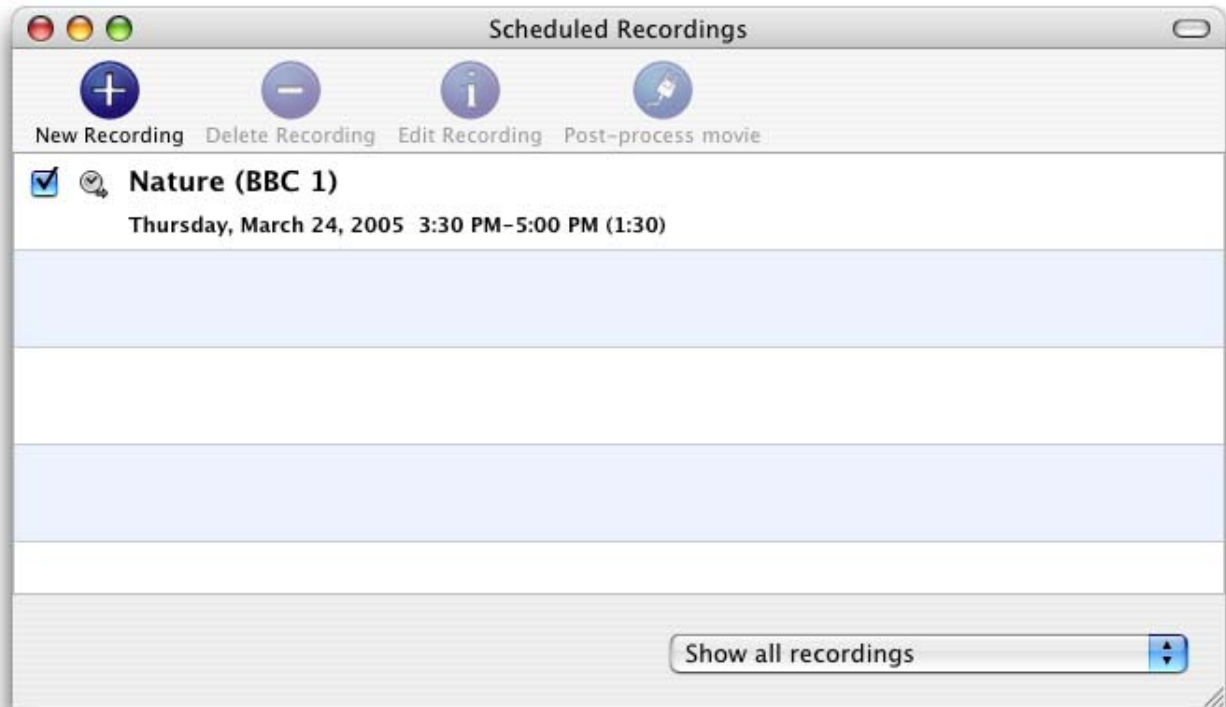 Scheduled Recordings
New Recording Delete Recording Edit Recording Post-process movie
Nature (BBC 1)
Thursday, March 24, 2005 3:30 PM-5:00 PM (1:30)
Show all recordings